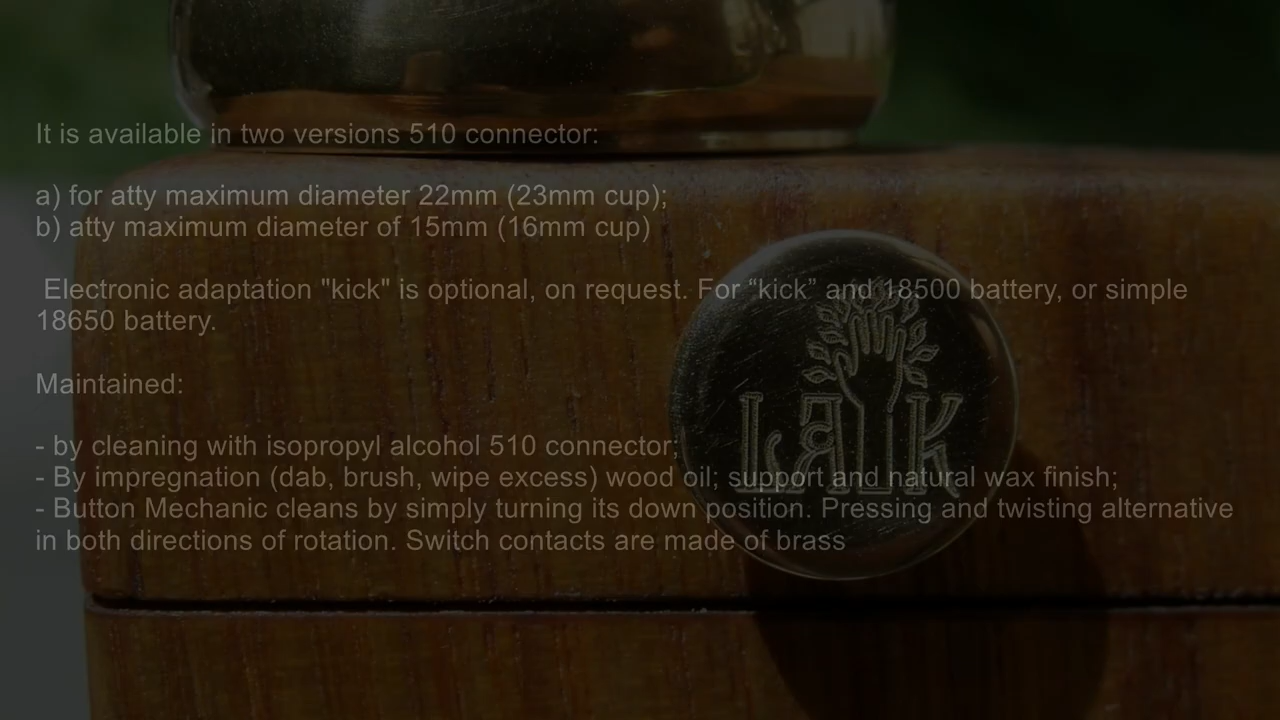 It is available in two versions 510 connector:
a) for atty maximum diameter 22mm (23mm cup);
b) atty maximum diameter of 15mm (16mm cup)
Electronic adaptation "kick" is optional, on request. For “kick” and 18500 battery, or simple
18650 battery.
Maintained:
- by cleaning with isopropyl alcohol 510 connector;
- By impregnation (dab, brush, wipe excess) wood oil; support and natural wax finish;
- Button Mechanic cleans by simply turning its down position. Pressing and twisting alternative
in both directions of rotation. Switch contacts are made of brass